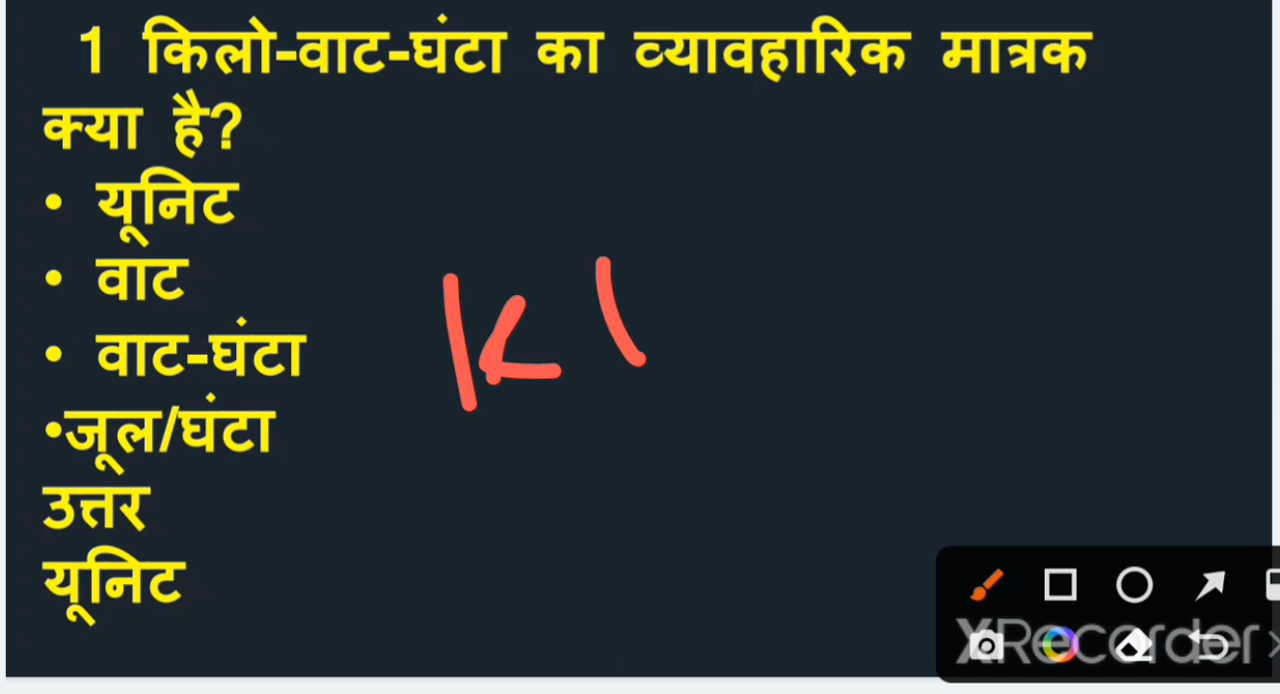 1 किलो-वाट-घंटा का व्यावहारिक मात्रक
क्या है?
• यूनिट
• वाट
• वाट-घंटा
•जूल/घंटा
उत्तर
यूनिट
K
XRecorder